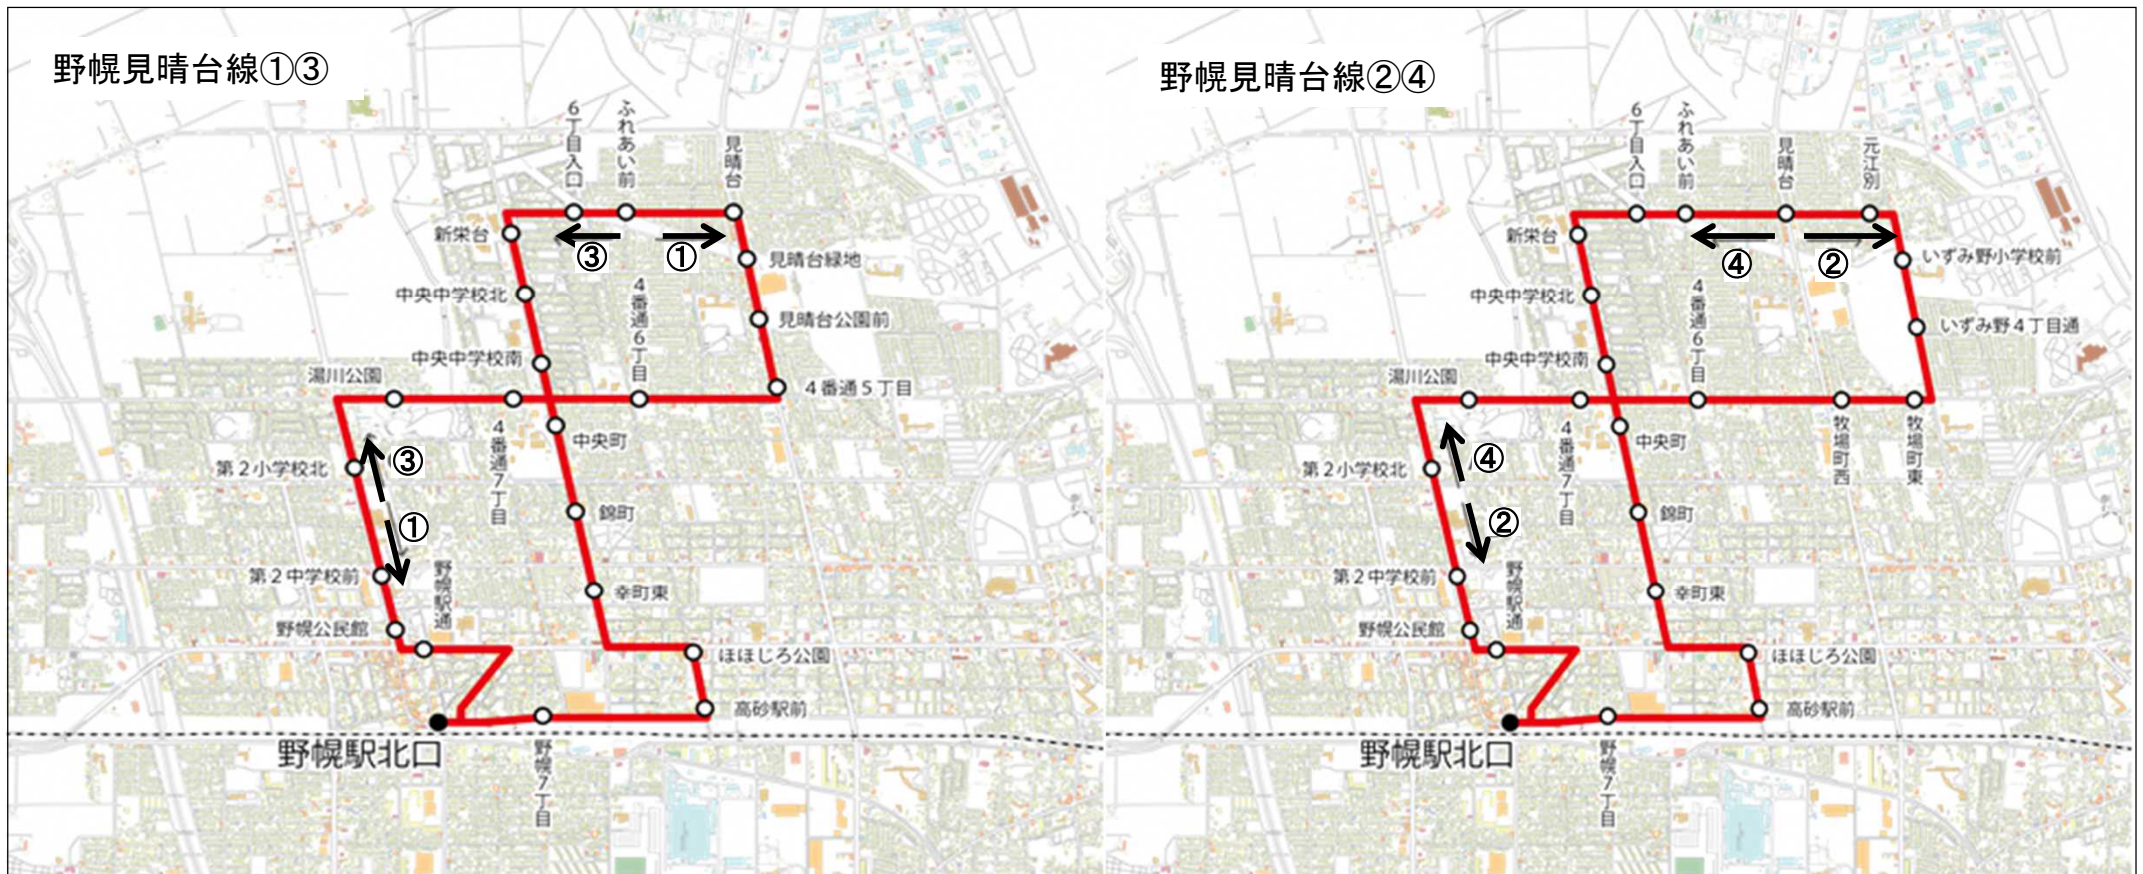 野幌見晴台線①③
6丁目入口
ふれあい前
見晴台
新栄台
③
①
見晴台緑地
中央中学校北
4番通6丁目
見晴台公園前
中央中学校南
湯川公園
4番通5丁目
4番通7丁目
中央町
第2小学校北
③
①
錦町
第2中学校前
野幌駅通
幸町東
野幌公民館
ほほしろ公園
高砂駅前
野幌駅北口
野幌7丁目
野幌見晴台線②④
6丁目入口
ふれあい前
見晴台
元江別
新栄台
④
②
いずみ野小学校前
中央中学校北
4番通6丁目
いずみ野4丁目通
中央中学校南
湯川公園
4番通7丁目
中央町
牧場町西
牧場町東
第2小学校北
④
②
錦町
第2中学校前
野幌駅通
幸町東
野幌公民館
ほほしろ公園
高砂駅前
野幌駅北口
野幌7丁目